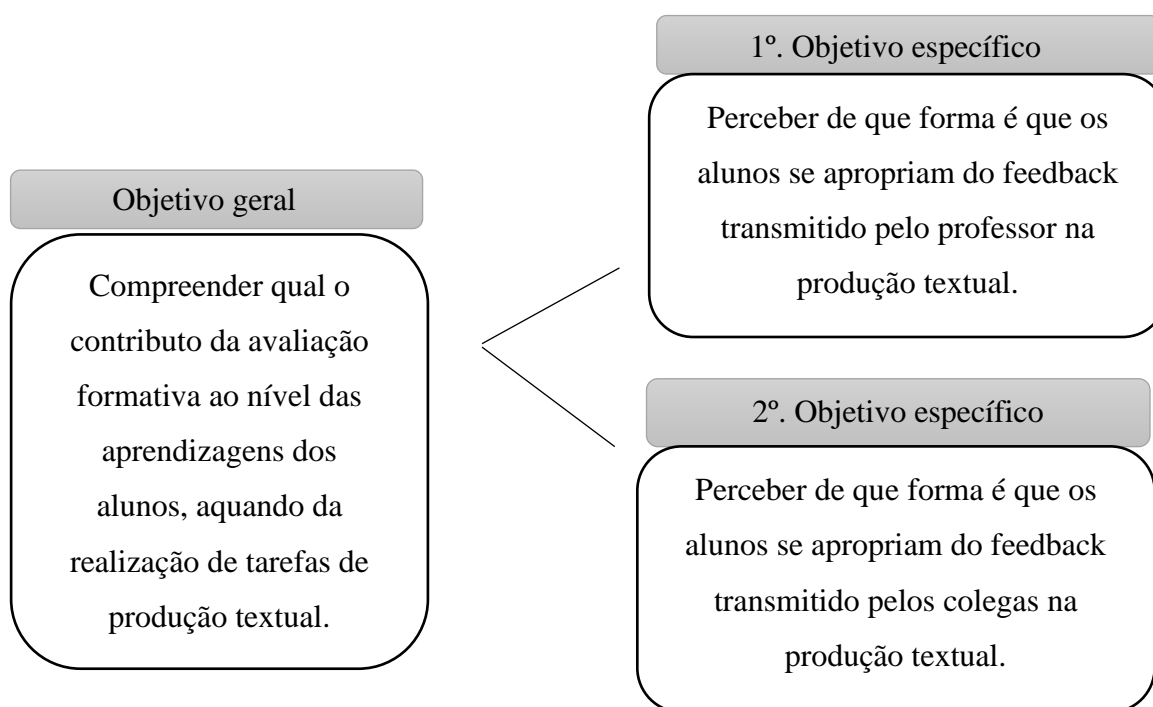 Objetivo geral
Compreender qual o
contributo da avaliação
formativa ao nível das
aprendizagens dos
alunos, aquando da
realização de tarefas de
produção textual.
1º. Objetivo específico
Perceber de que forma é que os
alunos se apropriam do feedback
transmitido pelo professor na
produção textual.
2º. Objetivo específico
Perceber de que forma é que os
alunos se apropriam do feedback
transmitido pelos colegas na
produção textual.